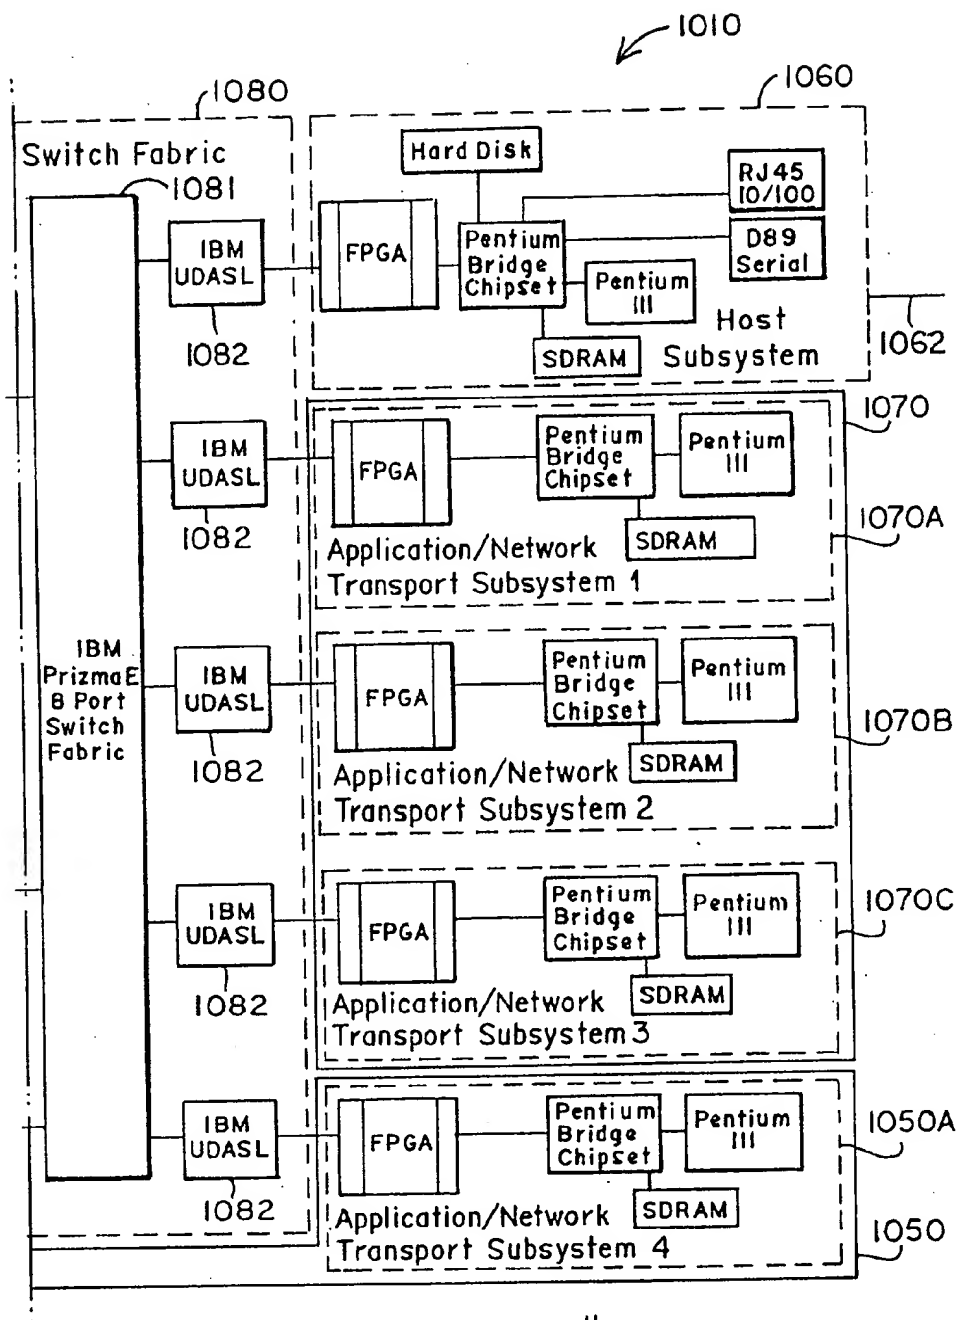 1010
1080
1060
Switch Fabric
1081
Hard Disk
RJ45
10/100
IBM
UDASL
FPGA
Pentium
Bridge
Chipset
D89
Serial
Pentium
III
Host
Subsystem
1082
SDRAM
1062
1070
IBM
UDASL
FPGA
Pentium
Bridge
Chipset
Pentium
III
1082
1070A
Application/Network
Transport Subsystem 1
SDRAM
IBM
PrizmaE
8 Port
Switch
Fabric
IBM
UDASL
FPGA
Pentium
Bridge
Chipset
Pentium
III
1070B
1082
Application/Network
Transport Subsystem 2
SDRAM
IBM
UDASL
FPGA
Pentium
Bridge
Chipset
Pentium
III
1070C
1082
Application/Network
Transport Subsystem 3
SDRAM
IBM
UDASL
FPGA
Pentium
Bridge
Chipset
Pentium
III
1050A
1082
Application/Network
Transport Subsystem 4
SDRAM
1050